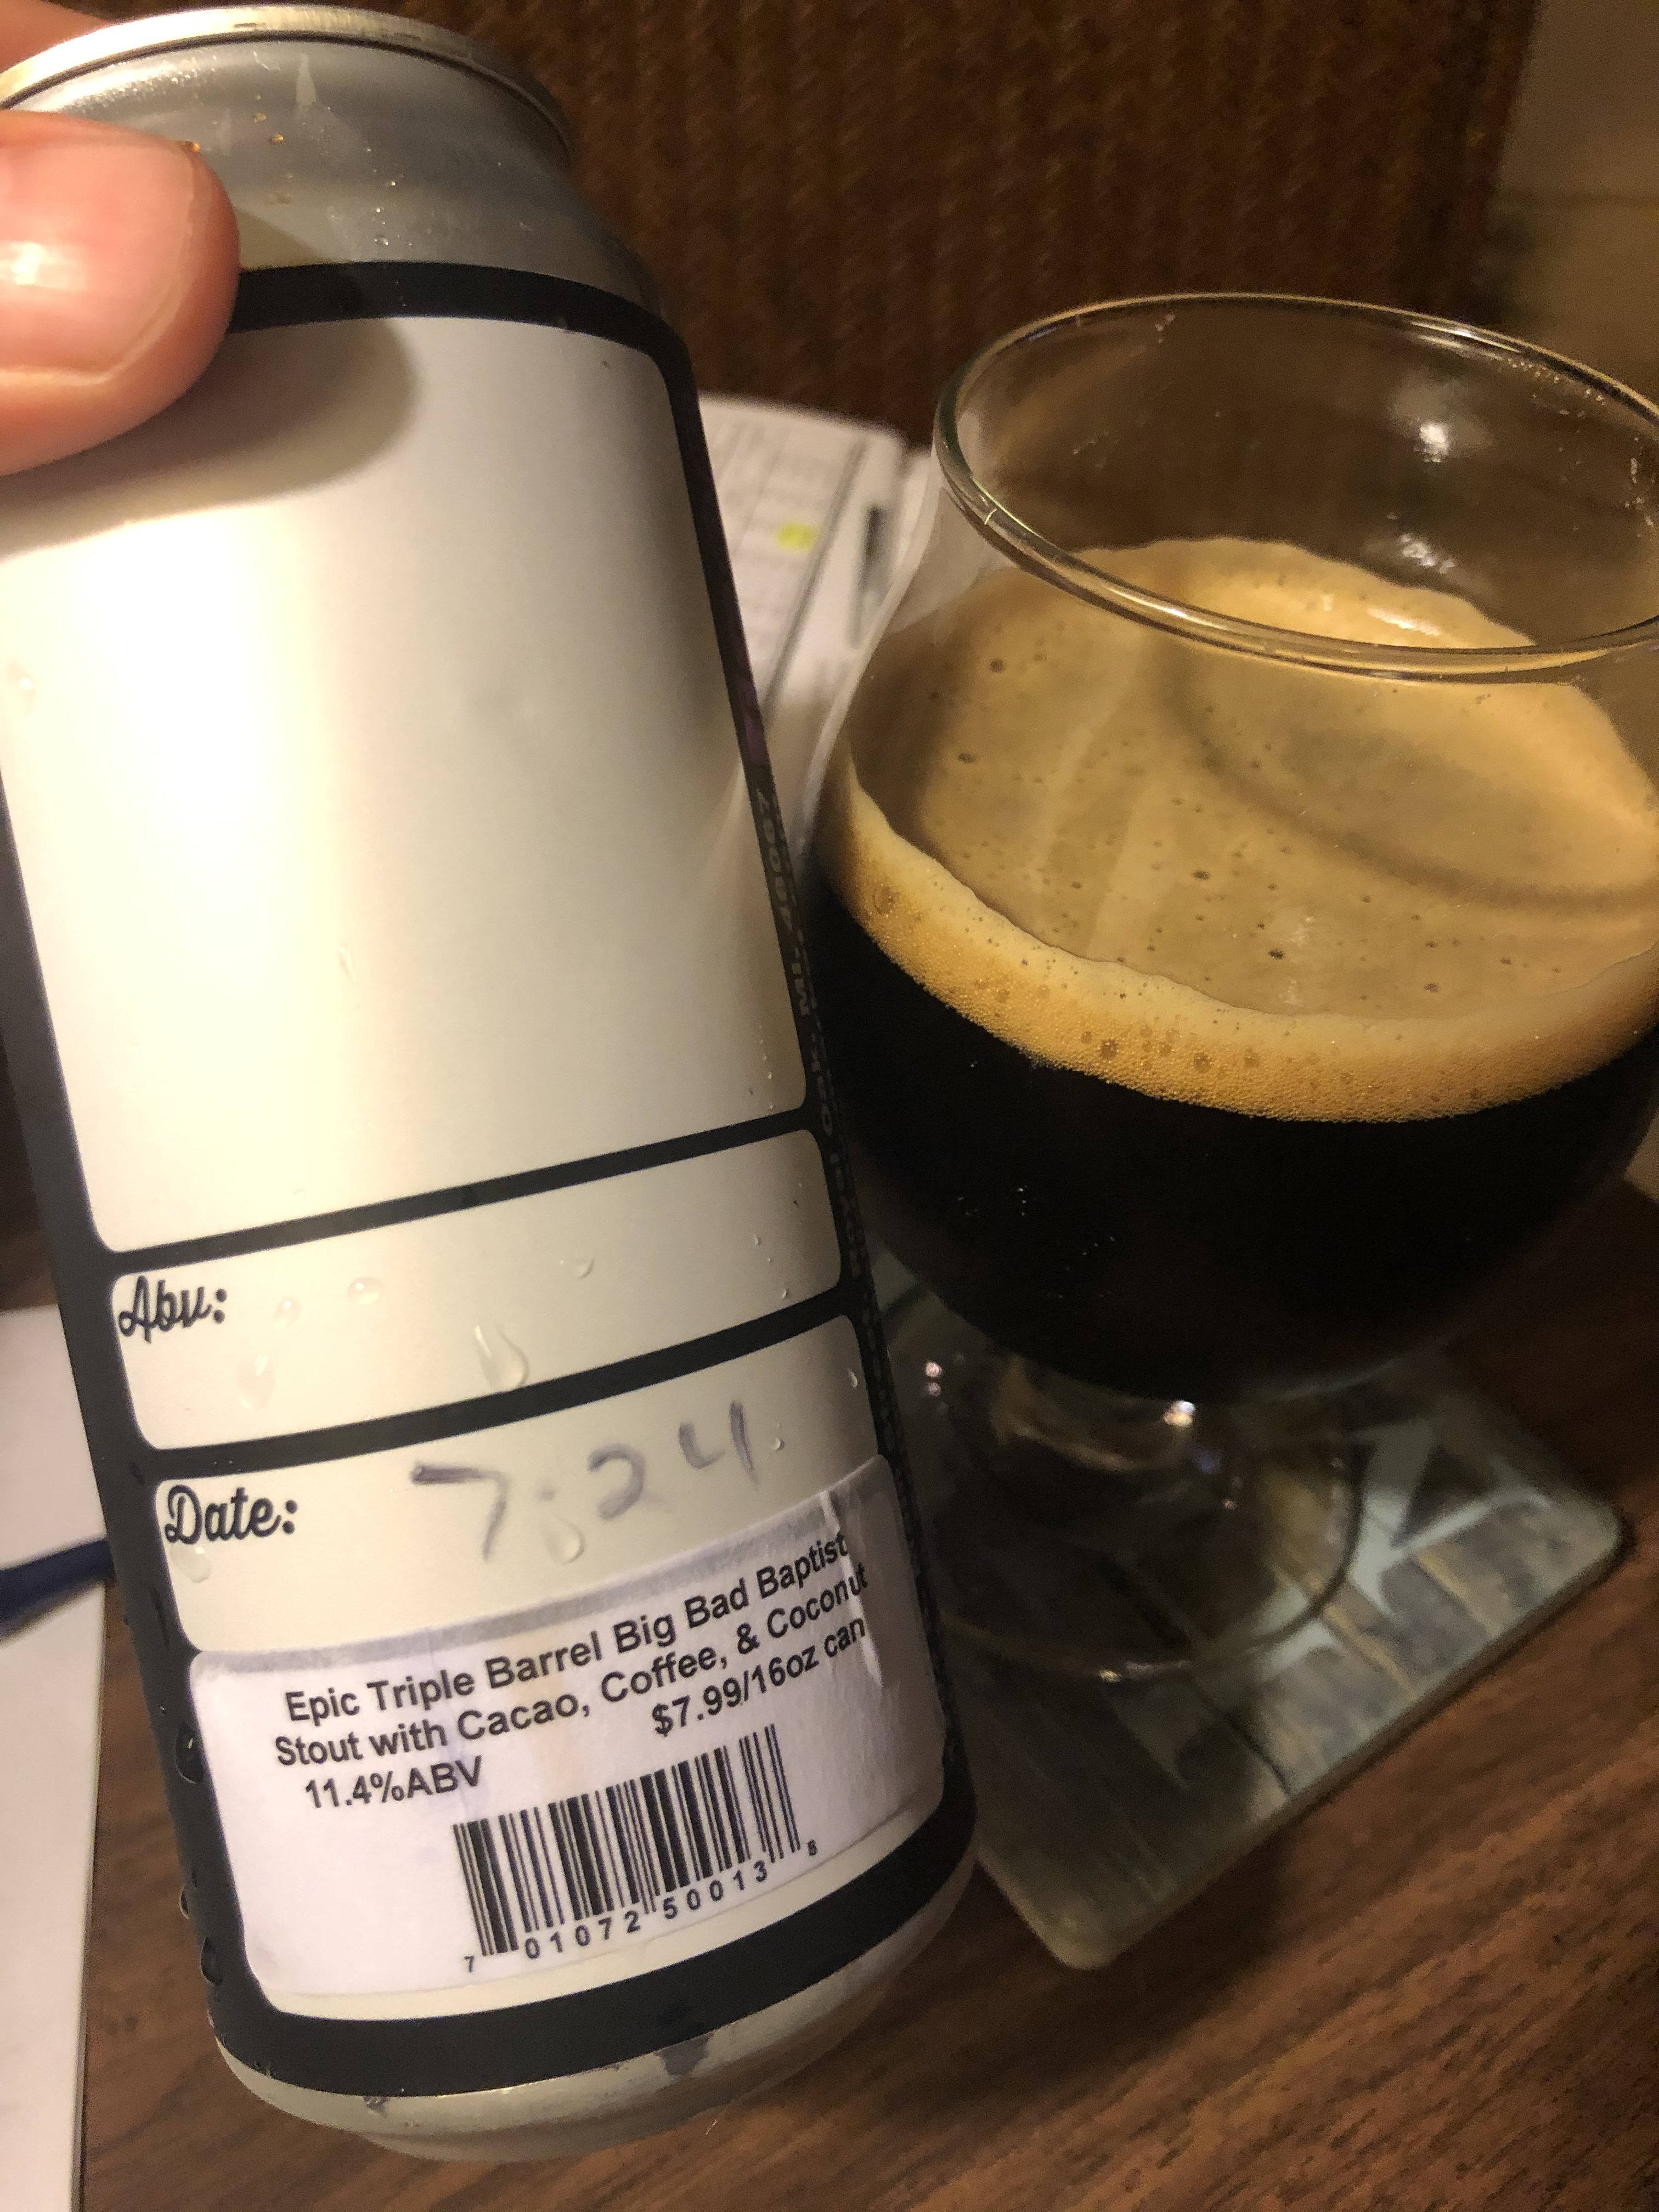 Abv:
Date: 7.24
Epic Triple Barrel Big Bad Baptist
Stout with Cacao, Coffee, & Coconut
$7.99/16oz can
11.4%ABV
7 01072 50013 8